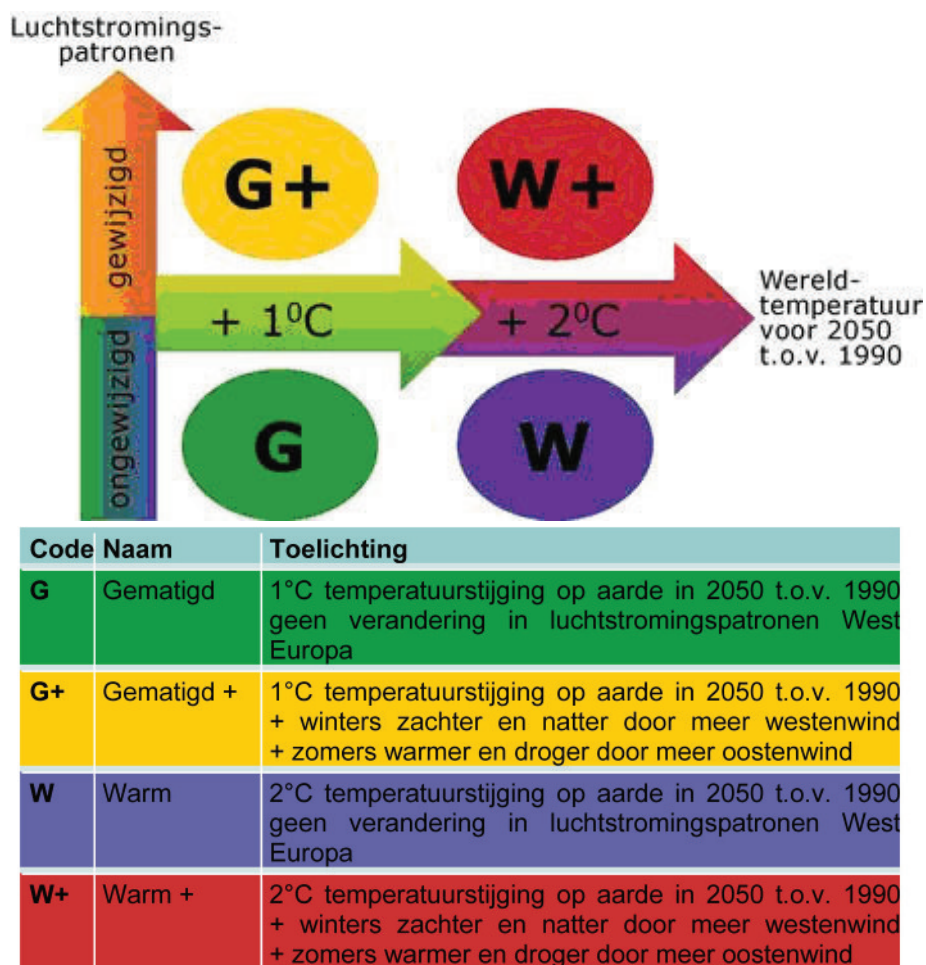 Luchtstromings-
patronen
gewijzigd
ongewijzigd
G+
W+
+ 1⁰C
+ 2⁰C
Wereld-
temperatuur
voor 2050
t.o.v. 1990
G
W
Code Naam Toelichting
G Gematigd 1°C temperatuurstijging op aarde in 2050 t.o.v. 1990
geen verandering in luchtstromingspatronen West
Europa
G+ Gematigd + 1°C temperatuurstijging op aarde in 2050 t.o.v. 1990
+ winters zachter en natter door meer westenwind
+ zomers warmer en droger door meer oostenwind
W Warm 2°C temperatuurstijging op aarde in 2050 t.o.v. 1990
geen verandering in luchtstromingspatronen West
Europa
W+ Warm + 2°C temperatuurstijging op aarde in 2050 t.o.v. 1990
+ winters zachter en natter door meer westenwind
+ zomers warmer en droger door meer oostenwind